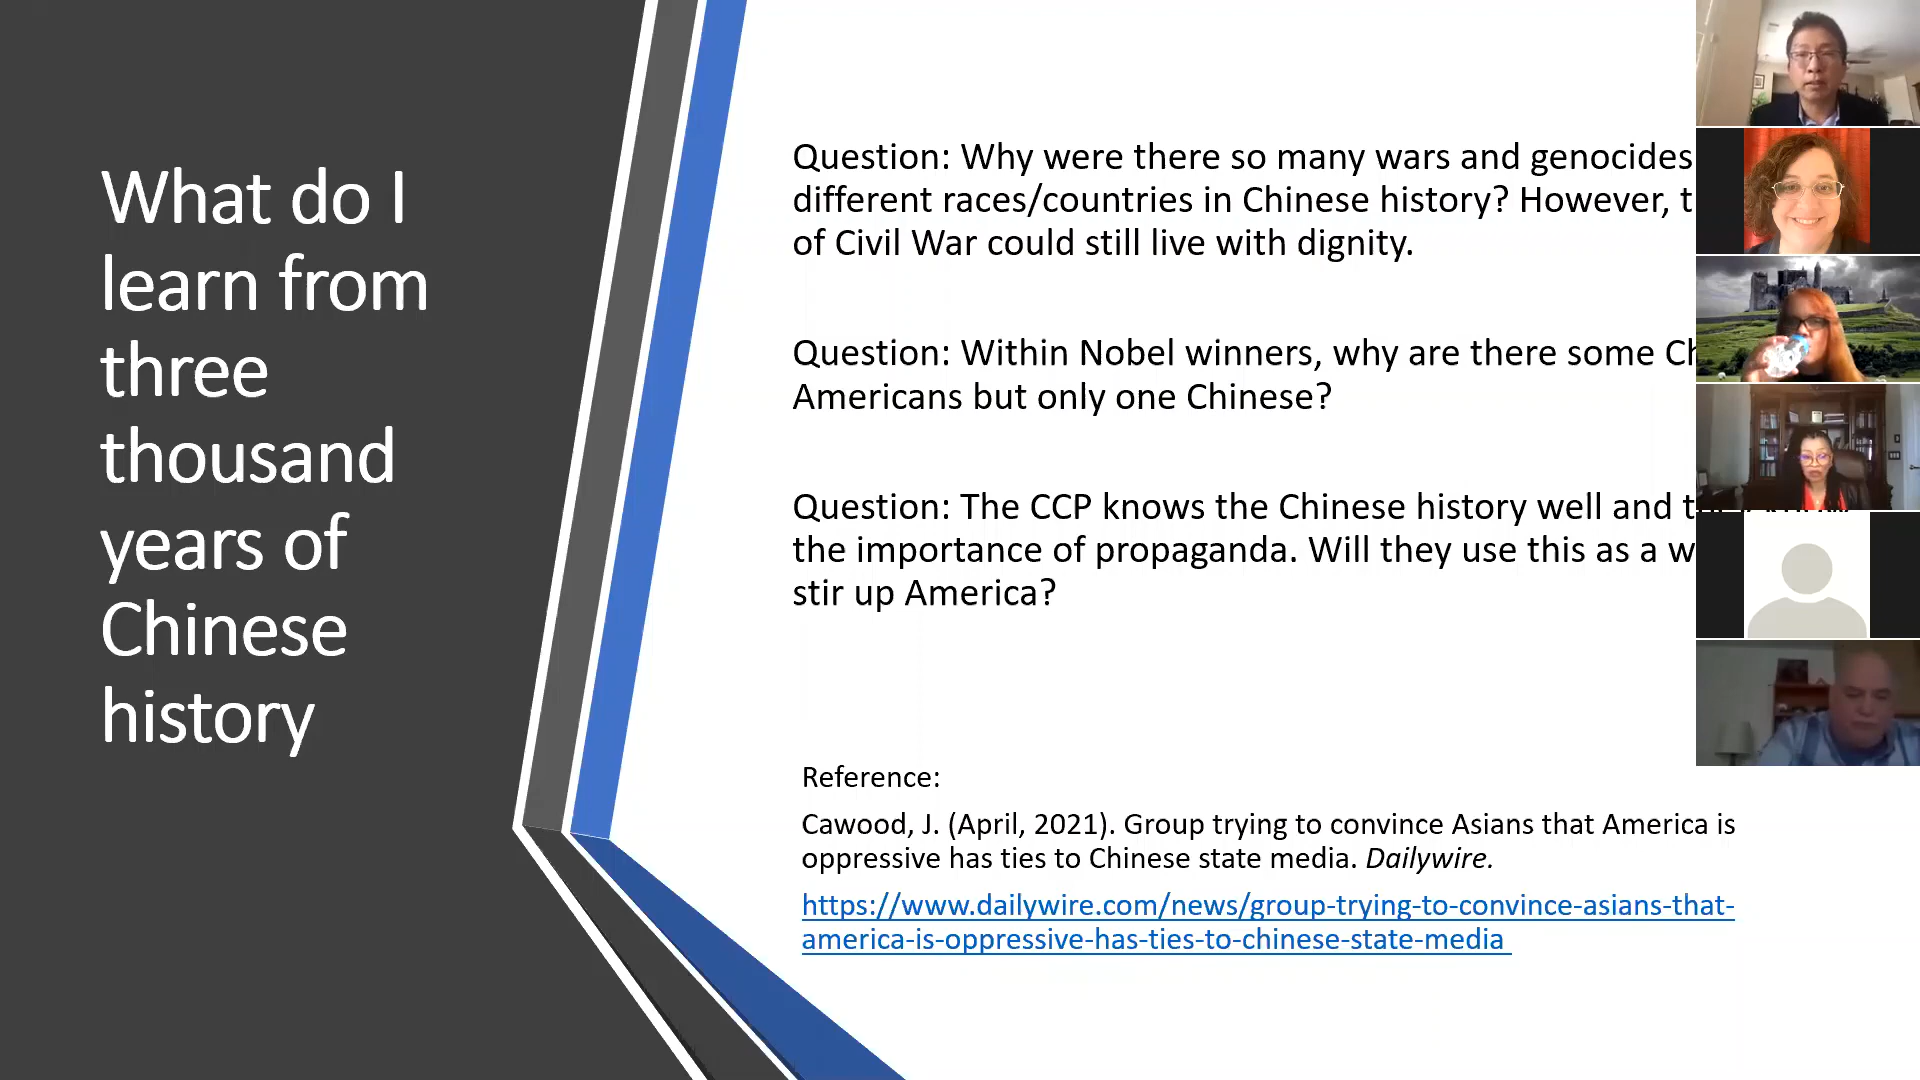 What do I
learn from
three
thousand
years of
Chinese
history
Question: Why were there so many wars and genocides
different races/countries in Chinese history? However,
of Civil War could still live with dignity.
Question: Within Nobel winners, why are there some
Americans but only one Chinese?
Question: The CCP knows the Chinese history well and
the importance of propaganda. Will they use this as a
stir up America?
Reference:
Cawood, J. (April, 2021). Group trying to convince Asians that America is
oppressive has ties to Chinese state media. Dailywire.
https://www.dailywire.com/news/group-trying-to-convince-asians-that-
america-is-oppressive-has-ties-to-chinese-state-media